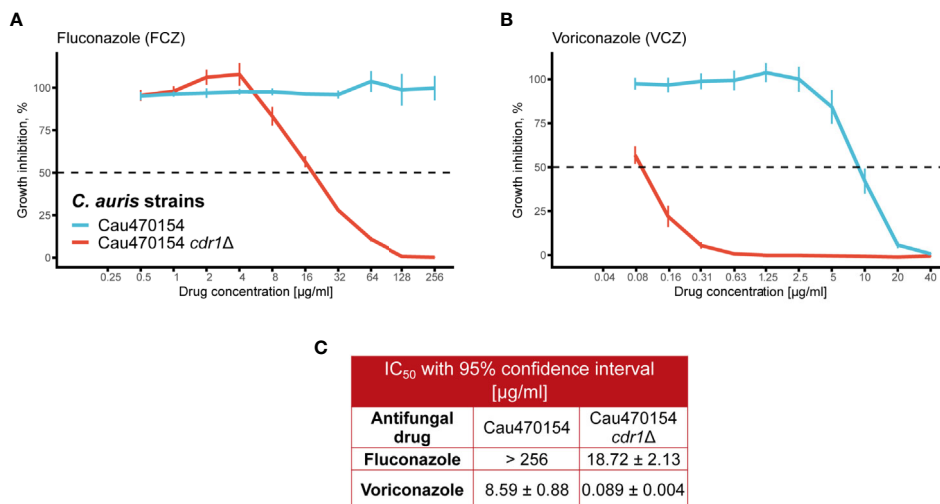 A
Fluconazole (FCZ)
Growth inhibition, %
100
75
50
25
0
C. auris strains
Cau470154
Cau470154 cdr1Δ
0.25 0.5 1 2 4 8 16 32 64 128 256
Drug concentration [µg/ml]
B
Voriconazole (VCZ)
Growth inhibition, %
100
75
50
25
0
0.04 0.08 0.16 0.31 0.63 1.25 2.5 5 10 20 40
Drug concentration [µg/ml]
C
IC50 with 95% confidence interval
[µg/ml]
Antifungal drug Cau470154 Cau470154 cdr1Δ
Fluconazole > 256 18.72 ± 2.13
Voriconazole 8.59 ± 0.88 0.089 ± 0.004